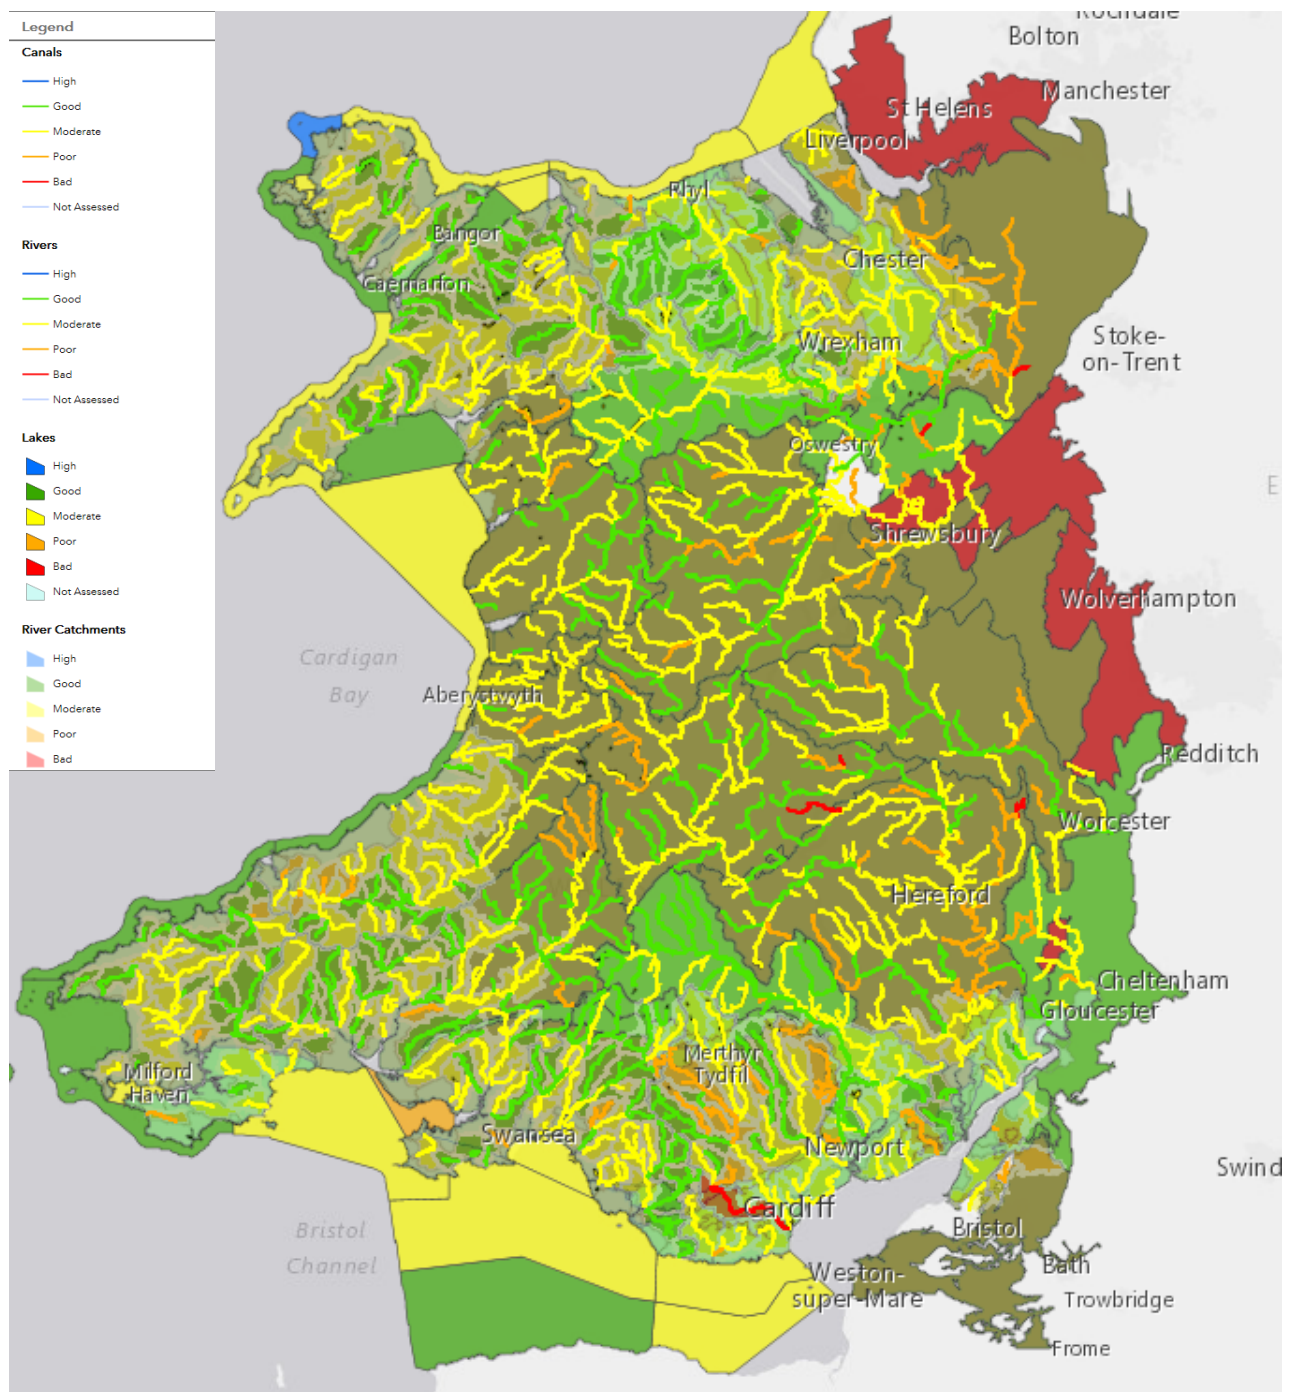 Legend
Canals
High
Good
Moderate
Poor
Bad
Not Assessed
Rivers
High
Good
Moderate
Poor
Bad
Not Assessed
Lakes
High
Good
Moderate
Poor
Bad
Not Assessed
River Catchments
High
Good
Moderate
Poor
Bad
Rochdale
Bolton
Manchester
St Helens
Liverpool
Rhyl
Bangor
Chester
Caernarfon
Wrexham
Stoke-
on-Trent
Oswestry
E
Shrewsbury
Wolverhampton
Cardigan
Bay
Aberystwyth
Redditch
Worcester
Hereford
Cheltenham
Gloucester
Merthyr
Tydfil
Milford
Haven
Swansea
Newport
Swind
Cardiff
Bristol
Bristol
Channel
Bath
Weston-
super-Mare
Trowbridge
Frome